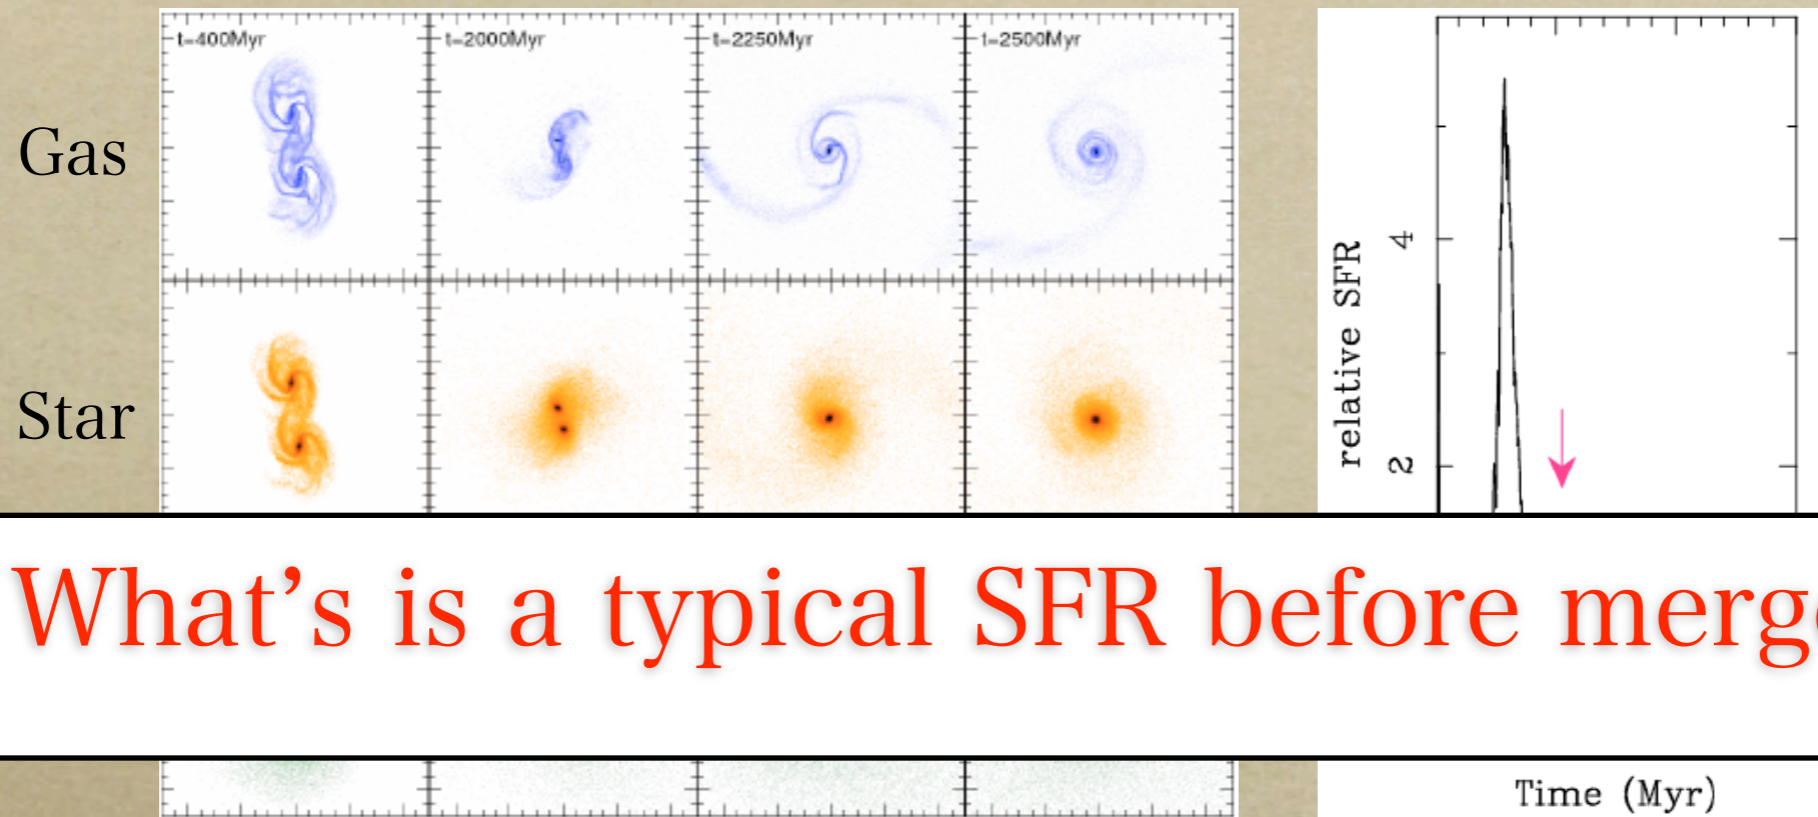 t=400Myr
t=2000Myr
t=2250Myr
t=2500Myr
Gas
Star
relative SFR
4
2
What's is a typical SFR before merg
Time (Myr)